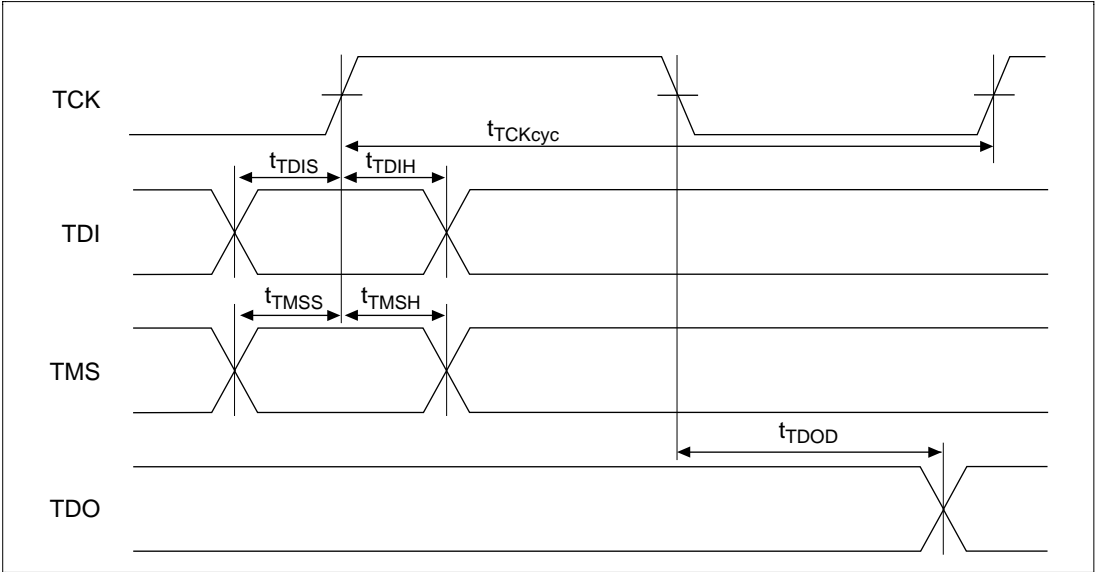 TCK
tTCKcyc
tTDIS tTDIH
TDI
tTMSS tTMSH
TMS
tTDOD
TDO